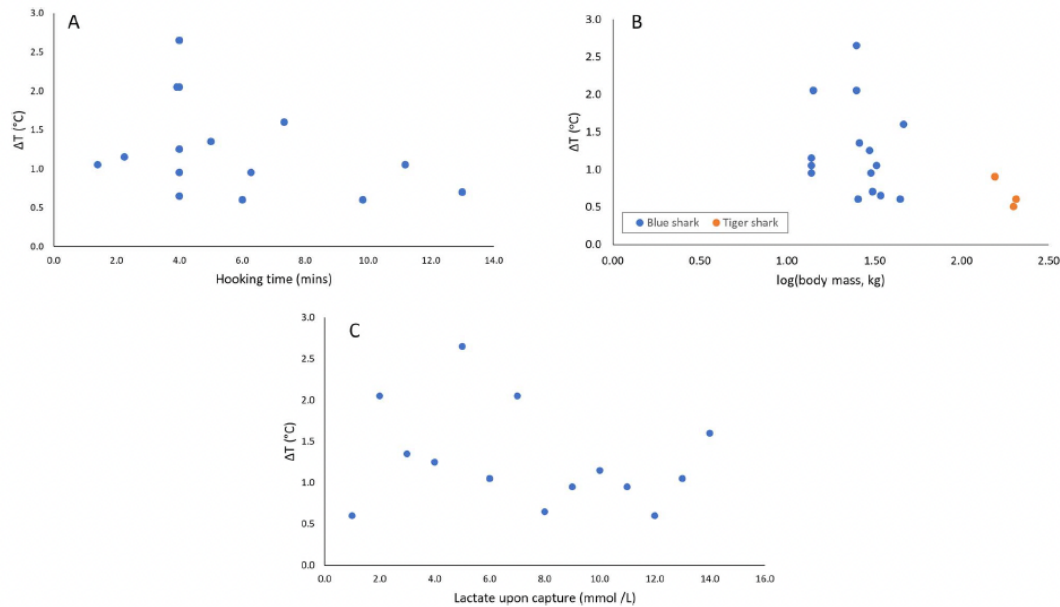 A
3.0
2.5
2.0
1.5
1.0
0.5
0.0
ΔT (°C)
0.0 2.0 4.0 6.0 8.0 10.0 12.0 14.0
Hooking time (mins)
B
3.0
2.5
2.0
1.5
1.0
0.5
0.0
ΔT (°C)
Blue shark Tiger shark
0.00 0.50 1.00 1.50 2.00 2.50
log(body mass, kg)
C
3.0
2.5
2.0
1.5
1.0
0.5
0.0
ΔT (°C)
0.0 2.0 4.0 6.0 8.0 10.0 12.0 14.0 16.0
Lactate upon capture (mmol /L)